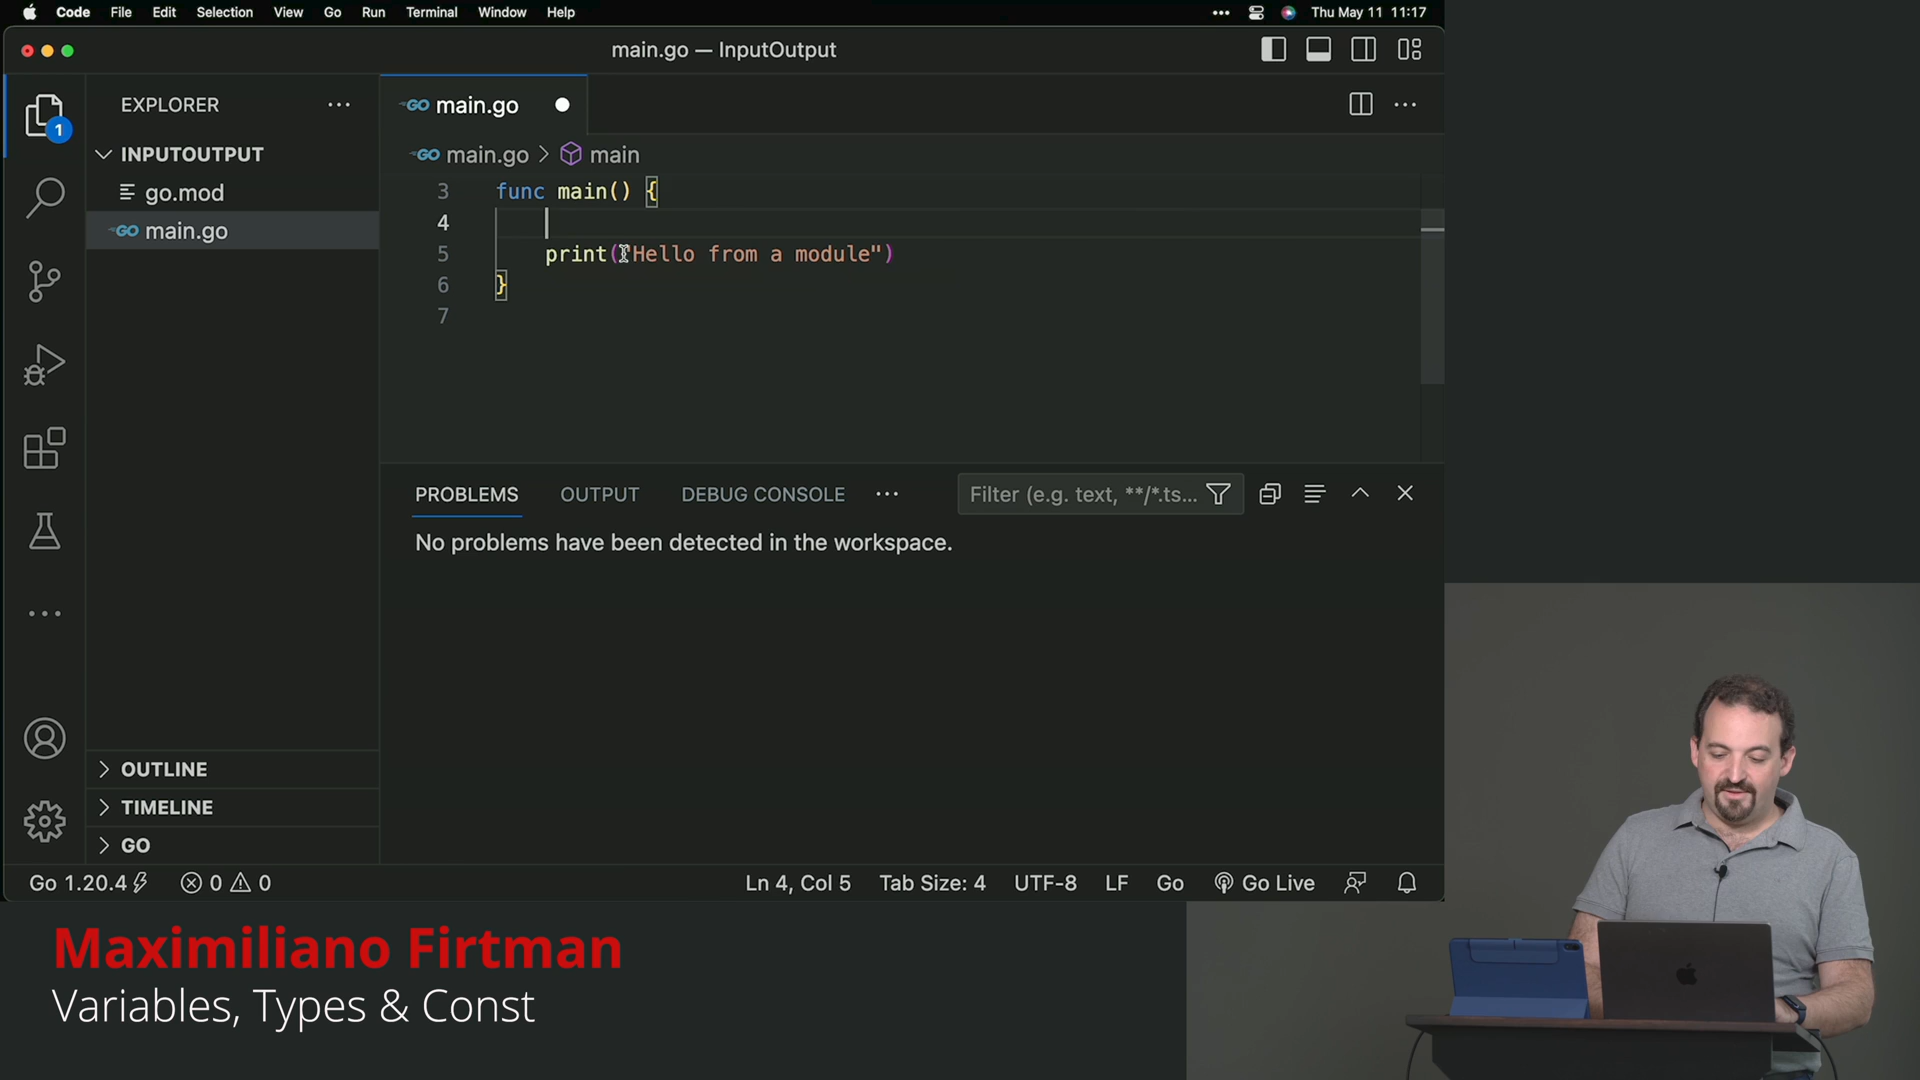 Code File Edit Selection View Go Run Terminal Window Help
Thu May 11 11:17
main.go — InputOutput
1
EXPLORER
INPUTOUTPUT
go.mod
GO main.go
OUTLINE
TIMELINE
GO
GO main.go
GO main.go > main
3 func main() {
4
5 print("Hello from a module")
6 }
7
PROBLEMS OUTPUT DEBUG CONSOLE
Filter (e.g. text, **/*.ts...
No problems have been detected in the workspace.
Go 1.20.4 0 0
Ln 4, Col 5 Tab Size: 4 UTF-8 LF Go Go Live
Maximiliano Firtman
Variables, Types & Const